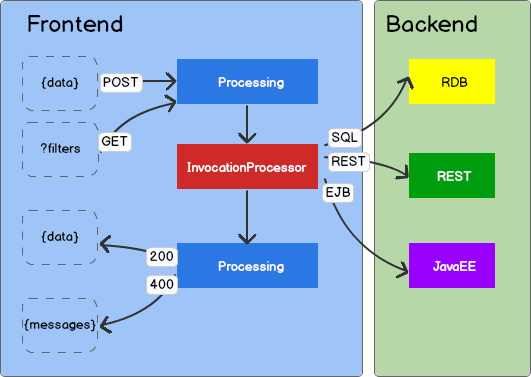 Frontend
Backend
{data}
POST
Processing
RDB
?filters
GET
SQL
InvocationProcessor
REST
REST
EJB
{data}
200
Processing
JavaEE
400
{messages}